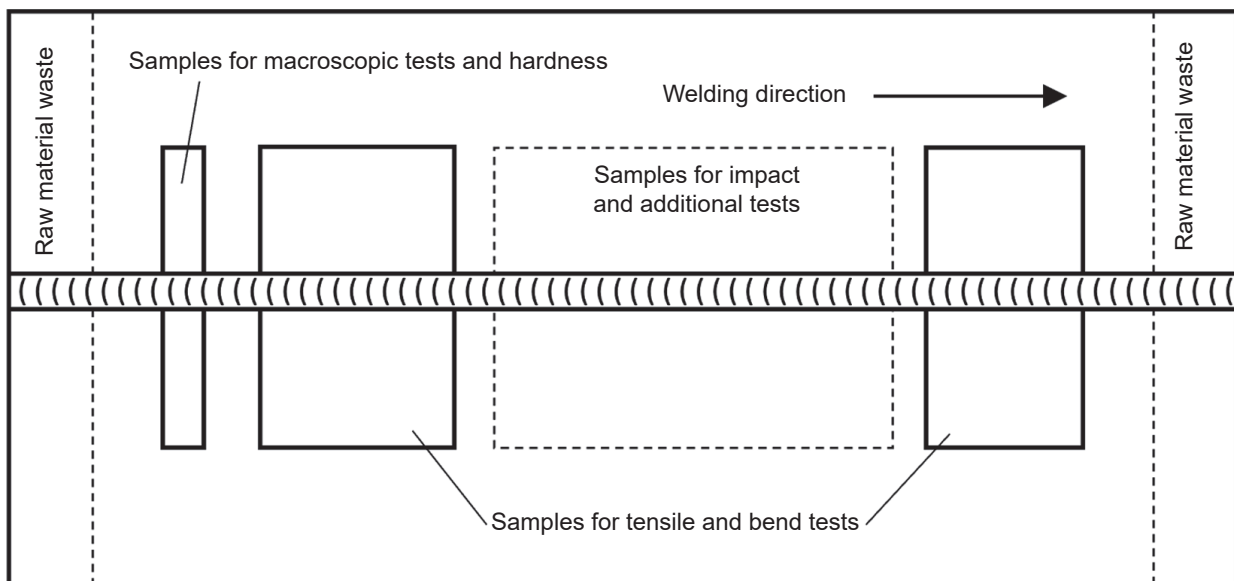 Raw material waste
Samples for macroscopic tests and hardness
Welding direction
Samples for impact
and additional tests
Raw material waste
Samples for tensile and bend tests